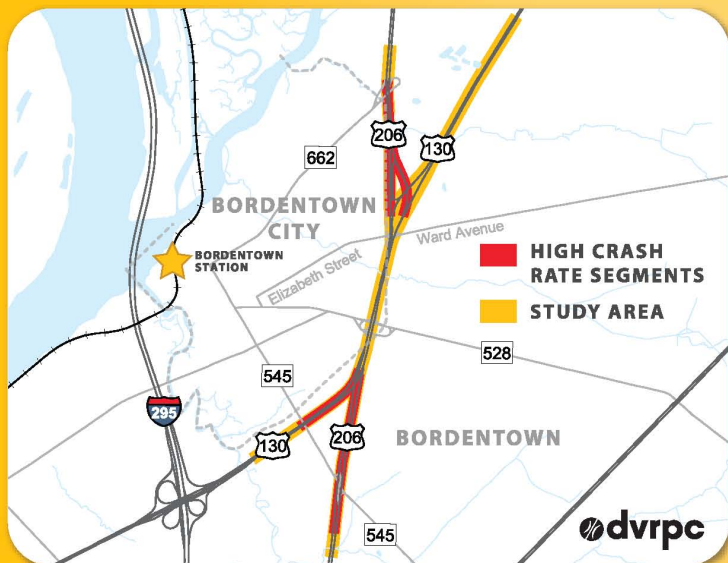 206
130
662
BORDENTOWN
CITY
Ward Avenue
BORDENTOWN
STATION
Elizabeth Street
HIGH CRASH
RATE SEGMENTS
STUDY AREA
528
545
295
130
206
BORDENTOWN
545
dvrpc